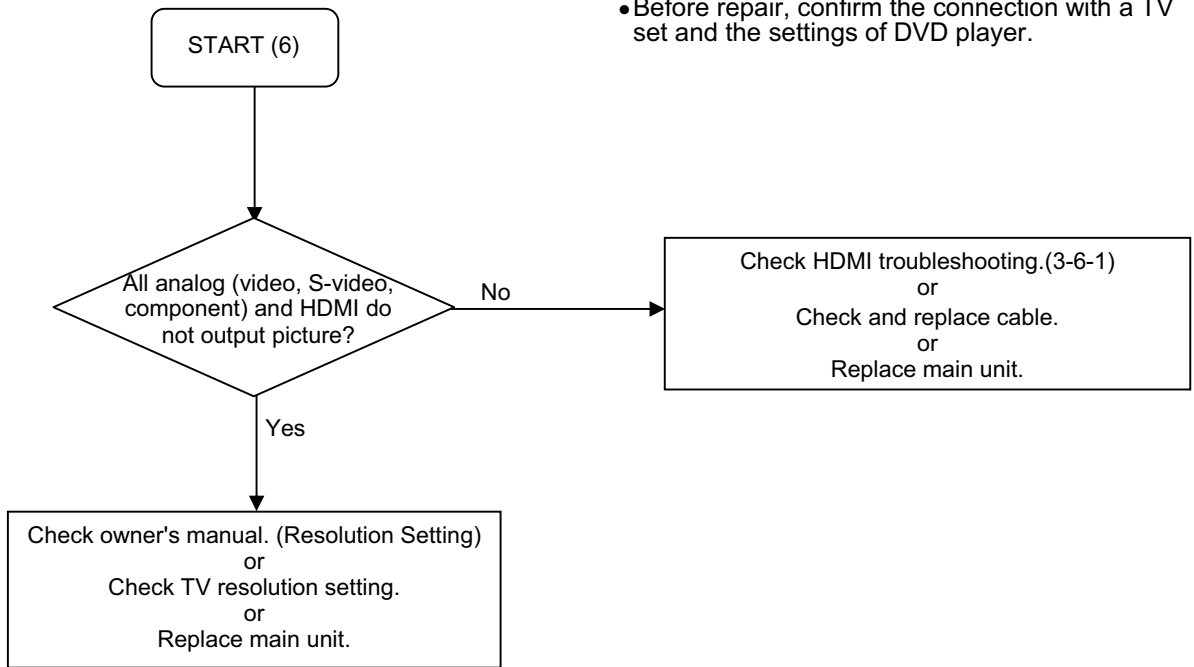 •Before repair, confirm the connection with a TV
set and the settings of DVD player.
START (6)
All analog (video, S-video,
component) and HDMI do
not output picture?
No
Check HDMI troubleshooting.(3-6-1)
or
Check and replace cable.
or
Replace main unit.
Yes
Check owner's manual. (Resolution Setting)
or
Check TV resolution setting.
or
Replace main unit.